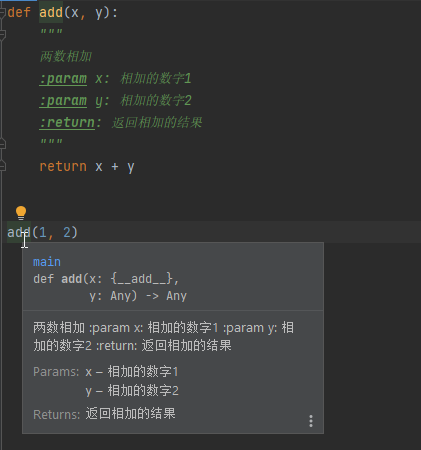 def add(x, y):
"""
两数相加
:param x: 相加的数字1
:param y: 相加的数字2
:return: 返回相加的结果
"""
return x + y
add(1, 2)
main
def add(x: {__add__},
y: Any) -> Any
两数相加 :param x: 相加的数字1 :param y: 相
加的数字2 :return: 返回相加的结果
Params: x – 相加的数字1
y – 相加的数字2
Returns: 返回相加的结果